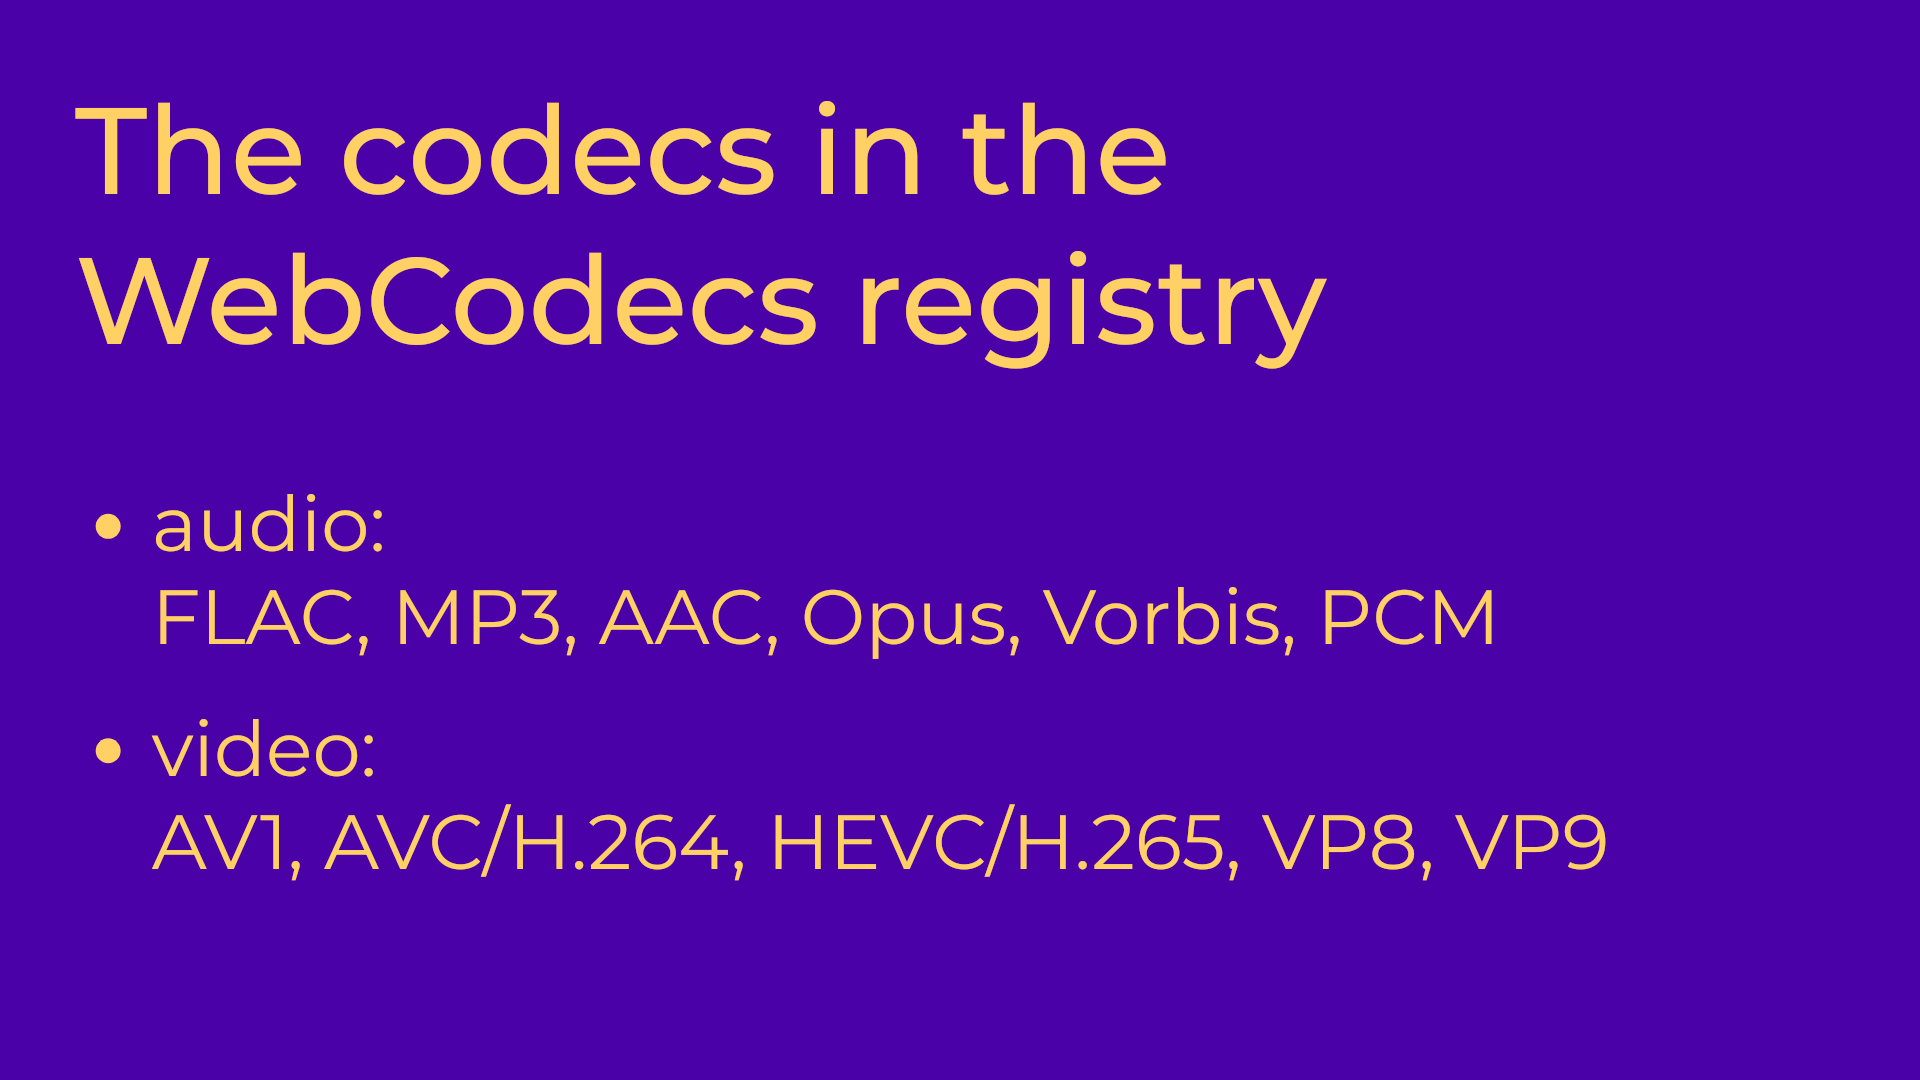 The codecs in the
WebCodecs registry
• audio:
FLAC, MP3, AAC, Opus, Vorbis, PCM
• video:
AV1, AVC/H.264, HEVC/H.265, VP8, VP9